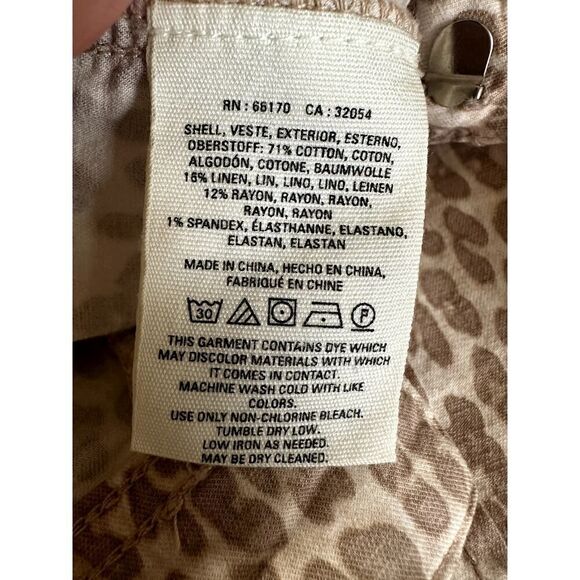 RN : 66170 CA : 32054
SHELL, VESTE, EXTERIOR, ESTERNO,
OBERSTOFF: 71% COTTON, COTON,
ALGODÓN, COTONE, BAUMWOLLE
16% LINEN, LIN, LINO, LINO, LEINEN
12% RAYON, RAYON, RAYON,
RAYON, RAYON
1% SPANDEX, ÉLASTHANNE, ELASTANO,
ELASTAN, ELASTAN
MADE IN CHINA, HECHO EN CHINA,
FABRIQUÉ EN CHINE
30 F
THIS GARMENT CONTAINS DYE WHICH
MAY DISCOLOR MATERIALS WITH WHICH
IT COMES IN CONTACT.
MACHINE WASH COLD WITH LIKE
COLORS.
USE ONLY NON-CHLORINE BLEACH.
TUMBLE DRY LOW.
LOW IRON AS NEEDED.
MAY BE DRY CLEANED.